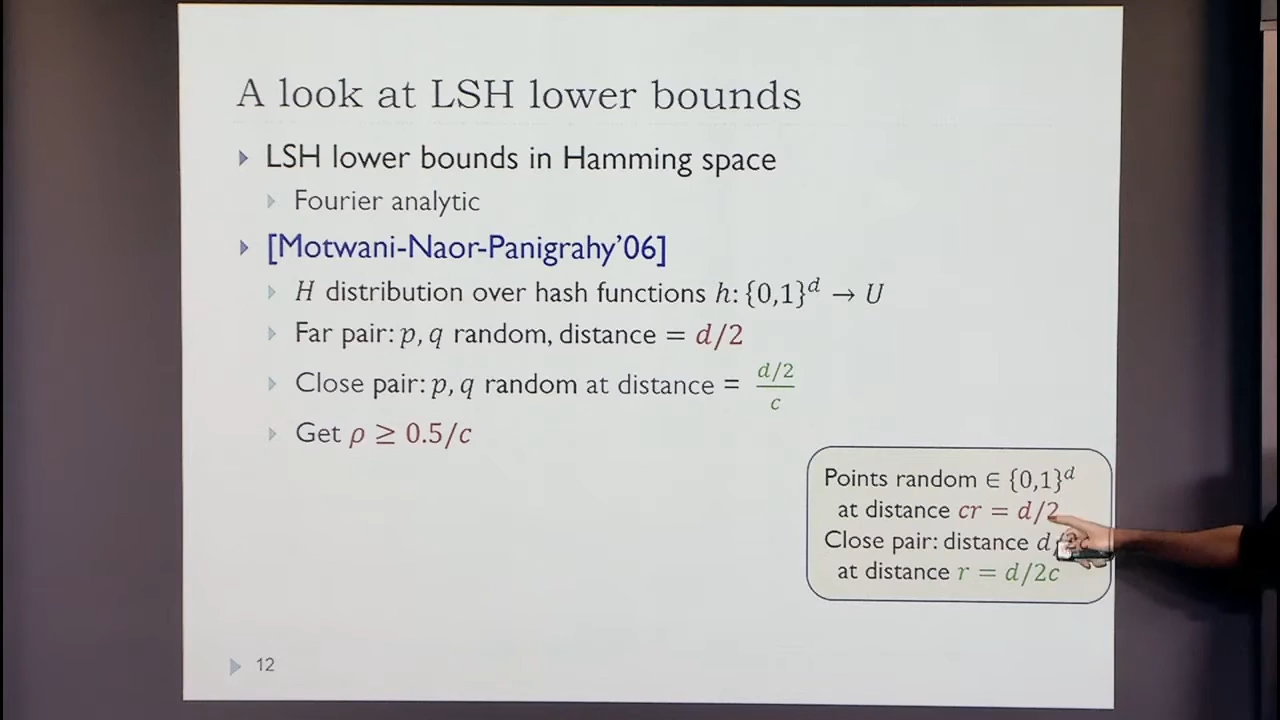 A look at LSH lower bounds
LSH lower bounds in Hamming space
Fourier analytic
[Motwani-Naor-Panigrahy'06]
H distribution over hash functions h: {0,1}ᵈ → U
Far pair: p, q random, distance = d/2
Close pair: p, q random at distance = (d/2)/c
Get ρ ≥ 0.5/c
Points random ∈ {0,1}ᵈ
at distance cr = d/2
Close pair: distance d/2c
at distance r = d/2c
12